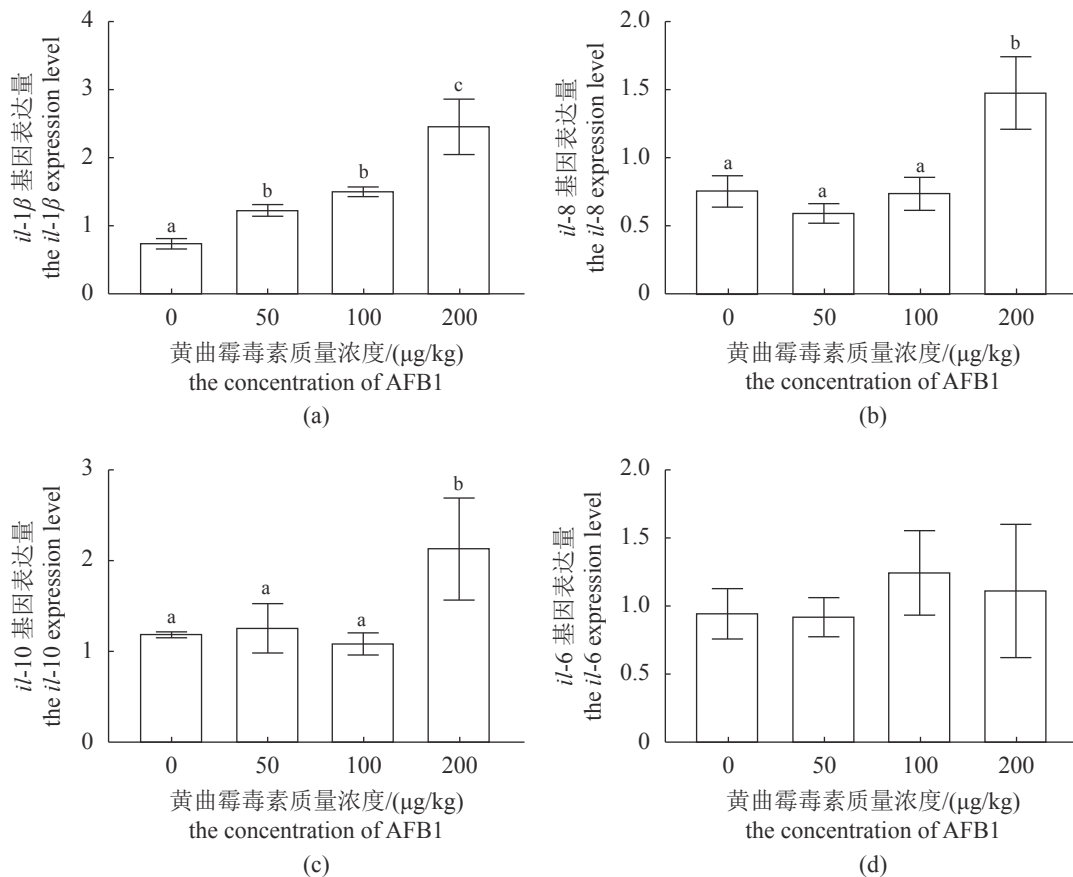 il-1β 基因表达量
the il-1β expression level
4
3
2
1
0
a
b
b
c
0 50 100 200
黄曲霉毒素质量浓度/(μg/kg)
the concentration of AFB1
(a)
il-8 基因表达量
the il-8 expression level
2.0
1.5
1.0
0.5
0
a
a
a
b
0 50 100 200
黄曲霉毒素质量浓度/(μg/kg)
the concentration of AFB1
(b)
il-10 基因表达量
the il-10 expression level
3
2
1
0
a
a
a
b
0 50 100 200
黄曲霉毒素质量浓度/(μg/kg)
the concentration of AFB1
(c)
il-6 基因表达量
the il-6 expression level
2.0
1.5
1.0
0.5
0
0 50 100 200
黄曲霉毒素质量浓度/(μg/kg)
the concentration of AFB1
(d)